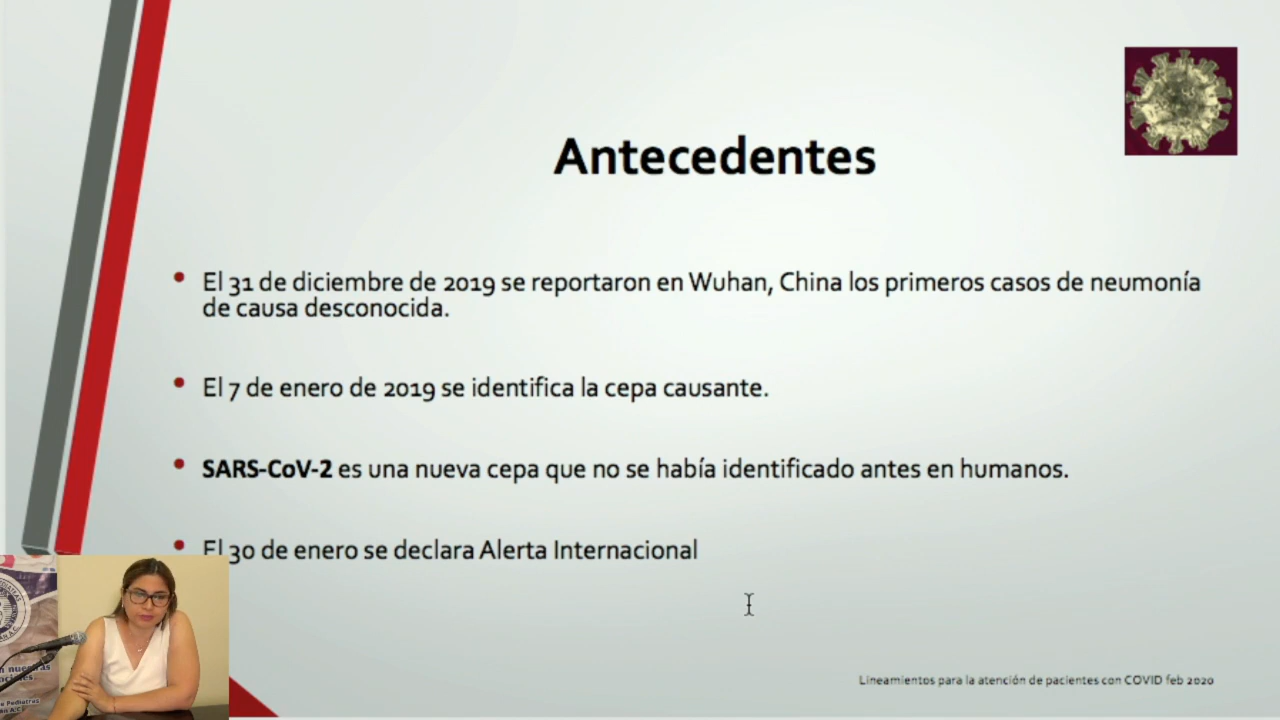 Antecedentes
El 31 de diciembre de 2019 se reportaron en Wuhan, China los primeros casos de neumonía
de causa desconocida.
El 7 de enero de 2019 se identifica la cepa causante.
SARS-CoV-2 es una nueva cepa que no se había identificado antes en humanos.
El 30 de enero se declara Alerta Internacional
Lineamientos para la atención de pacientes con COVID feb 2020